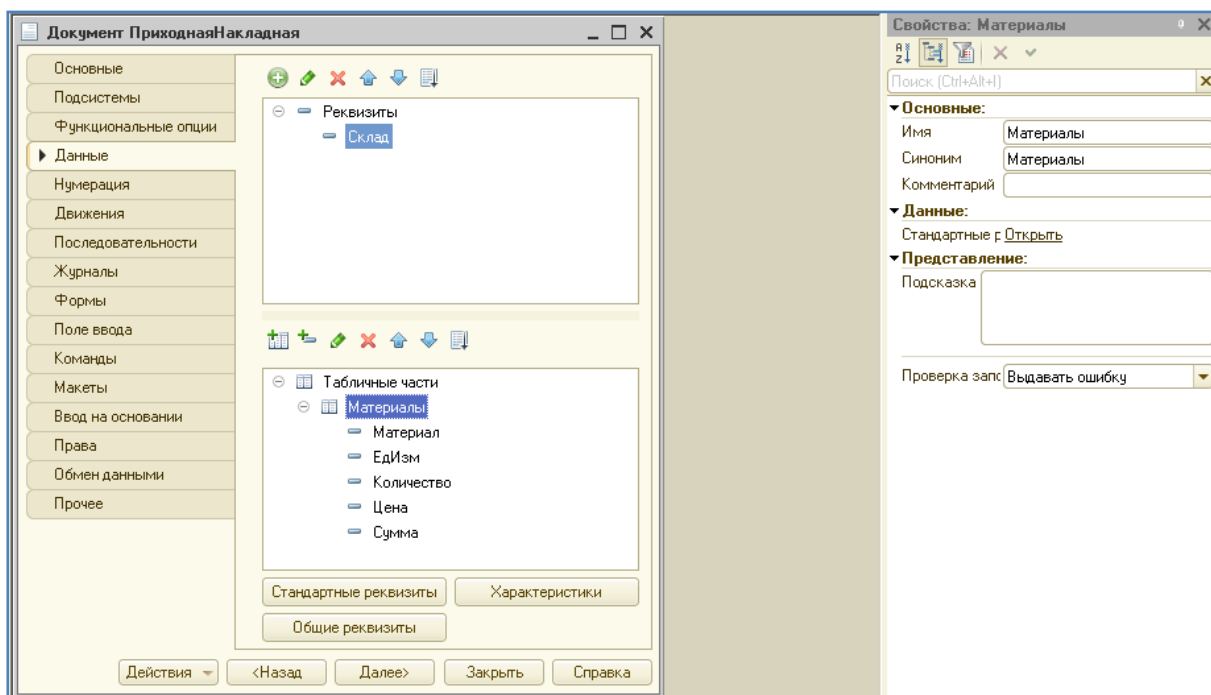 Документ ПриходнаяНакладная
Основные
Подсистемы
Функциональные опции
Данные
Нумерация
Движения
Последовательности
Журналы
Формы
Поле ввода
Команды
Макеты
Ввод на основании
Права
Обмен данными
Прочее
Реквизиты
Склад
Табличные части
Материалы
Материал
ЕдИзм
Количество
Цена
Сумма
Стандартные реквизиты
Характеристики
Общие реквизиты
Действия
<Назад
Далее>
Закрыть
Справка
Свойства: Материалы
Поиск (Ctrl+Alt+I)
Основные:
Имя Материалы
Синоним Материалы
Комментарий
Данные:
Стандартные р Открыть
Представление:
Подсказка
Проверка запс Выдавать ошибку